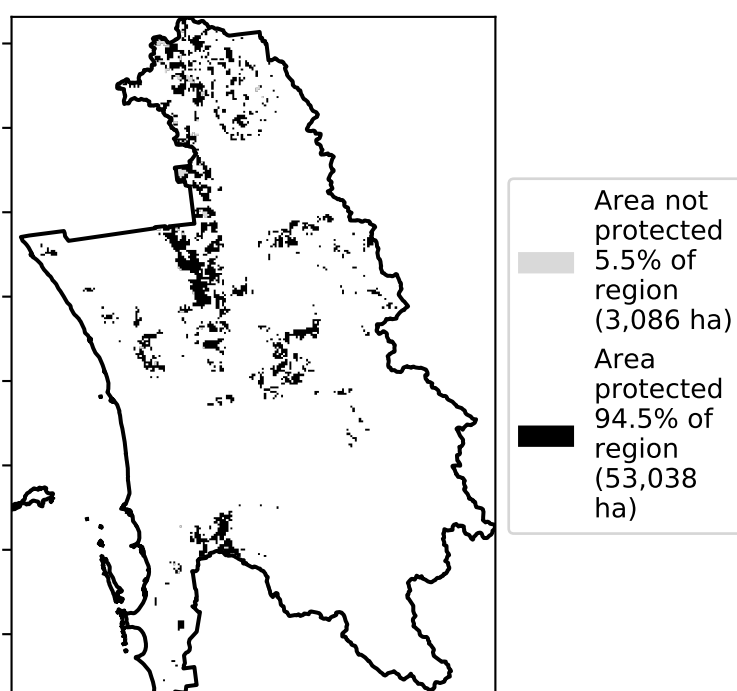 Area not
protected
5.5% of
region
(3,086 ha)
Area
protected
94.5% of
region
(53,038
ha)